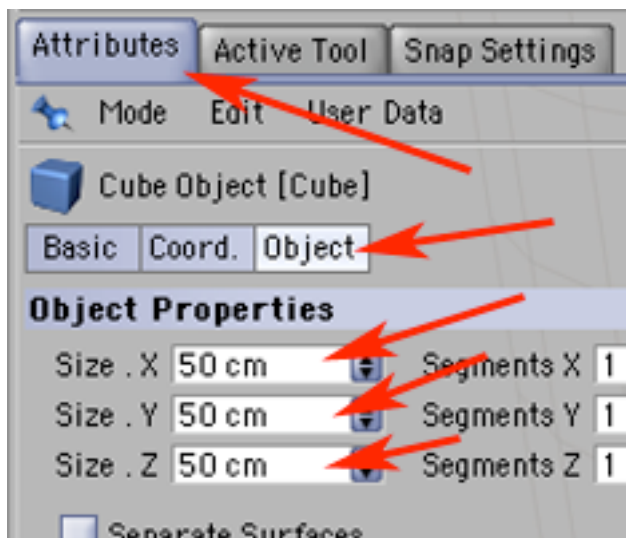 Attributes Active Tool Snap Settings
Mode Edit User Data
Cube Object [Cube]
Basic Coord. Object
Object Properties
Size . X 50 cm Segments X 1
Size . Y 50 cm Segments Y 1
Size . Z 50 cm Segments Z 1
Separate Surfaces